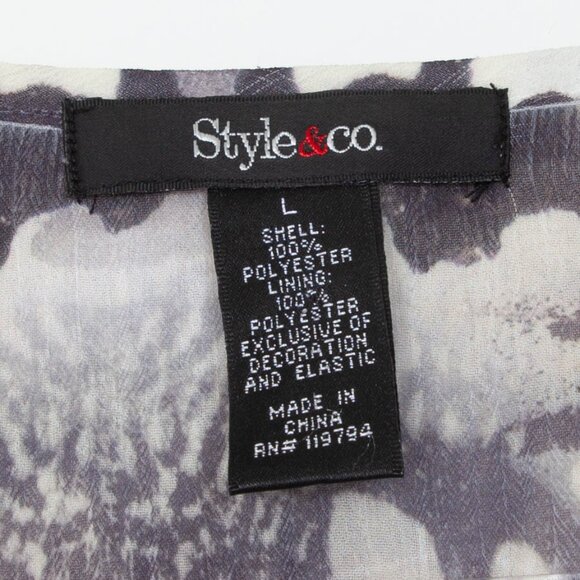 Style&co.
L
SHELL:
100%
POLYESTER
LINING:
100%
POLYESTER
EXCLUSIVE OF
DECORATION
AND ELASTIC
MADE IN
CHINA
RN# 119794